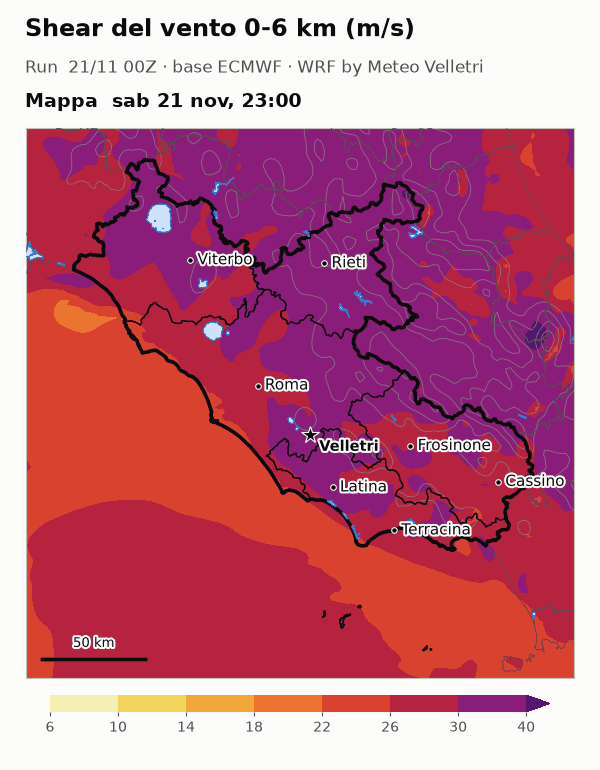 Shear del vento 0-6 km (m/s)
Run  21/11 00Z · base ECMWF · WRF by Meteo Velletri
Mappa  sab 21 nov, 23:00
Viterbo
Rieti
Roma
Velletri
Frosinone
Latina
Cassino
Terracina
50 km
6 10 14 18 22 26 30 40